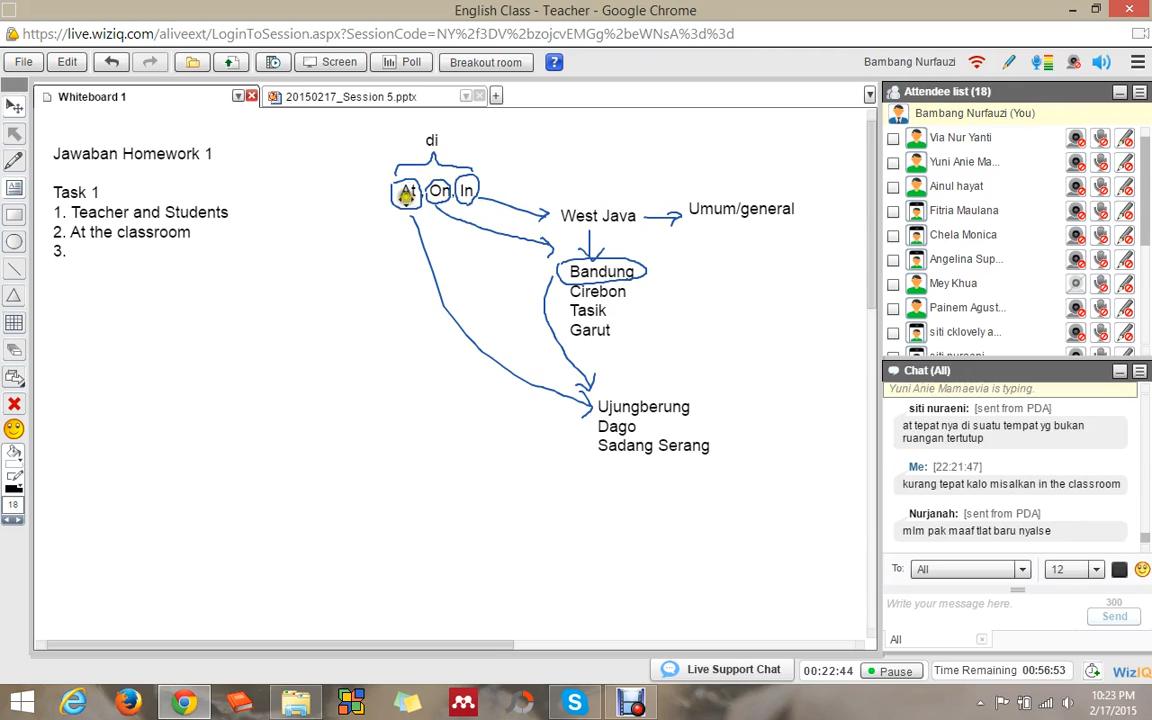 English Class - Teacher - Google Chrome
https://live.wiziq.com/aliveext/LoginToSession.aspx?SessionCode=NY%2f3DV%2bzojcvEMGg%2beWNsA%3d%3d
File Edit Screen Poll Breakout room ? Bambang Nurfauzi
Whiteboard 1 20150217_Session 5.pptx
Attendee list (18)
Bambang Nurfauzi (You)
Via Nur Yanti
Yuni Anie Ma...
Ainul hayat
Fitria Maulana
Chela Monica
Angelina Sup...
Mey Khua
Painem Agust...
siti cklovely a...
siti nuraeni
di
Jawaban Homework 1
At, On, In
Task 1
1. Teacher and Students
2. At the classroom
3.
West Java
Umum/general
Bandung
Cirebon
Tasik
Garut
Ujungberung
Dago
Sadang Serang
18
Chat (All)
Yuni Anie Mamaevia is typing.
siti nuraeni: [sent from PDA]
at tepat nya di suatu tempat yg bukan
ruangan tertutup
Me: [22:21:47]
kurang tepat kalo misalkan in the classroom
Nurjanah: [sent from PDA]
mlm pak maaf tlat baru nyalse
To: All 12
Write your message here. 300
Send
All
Live Support Chat 00:22:44 Pause Time Remaining 00:56:53 WizIQ
10:23 PM
2/17/2015